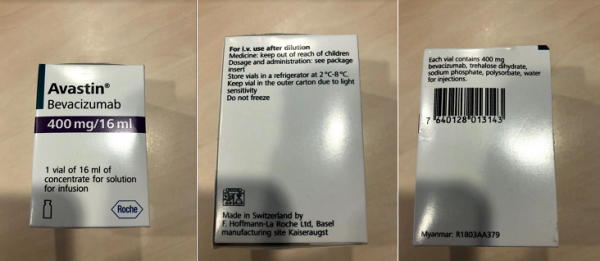 Avastin®
Bevacizumab
400 mg/16 ml
1 vial of 16 ml of
concentrate for solution
for infusion
Roche
For i.v. use after dilution
Medicine: keep out of reach of children
Dosage and administration: see package
insert
Store vials in a refrigerator at 2 °C-8 °C.
Keep vial in the outer carton due to light
sensitivity
Do not freeze
Made in Switzerland by
F. Hoffmann-La Roche Ltd, Basel
manufacturing site Kaiseraugst
Each vial contains 400 mg
bevacizumab, trehalose dihydrate,
sodium phosphate, polysorbate, water
for injections.
7 640128 013143
Myanmar: R1803AA379